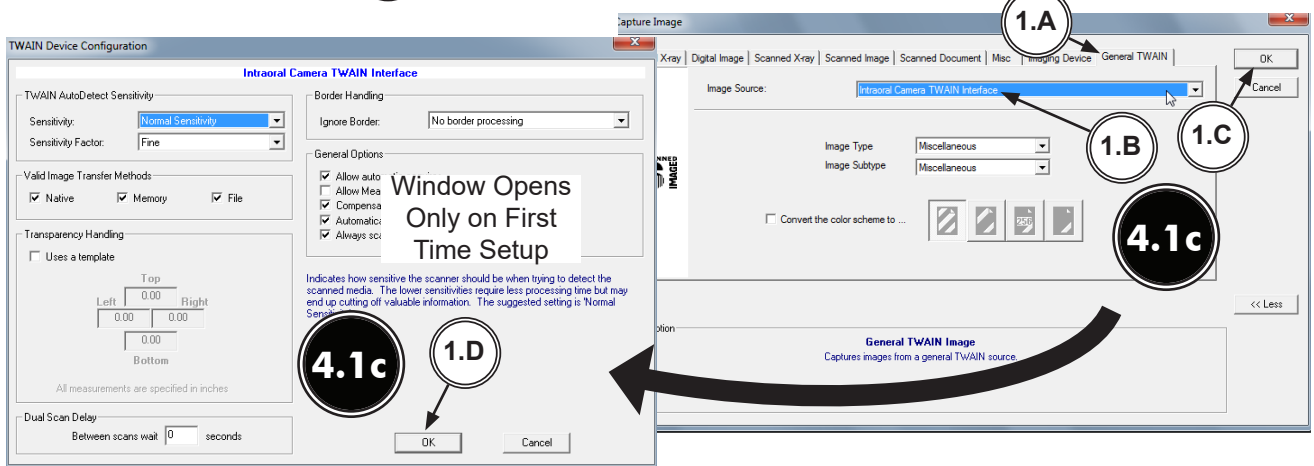 TWAIN Device Configuration
Intraoral Camera TWAIN Interface
TWAIN AutoDetect Sensitivity
Sensitivity: Normal Sensitivity
Sensitivity Factor: Fine
Valid Image Transfer Methods
Native Memory File
Transparency Handling
Uses a template
Top
0.00
Left Right
0.00 0.00
0.00
Bottom
All measurements are specified in inches
Dual Scan Delay
Between scans wait 0 seconds
Border Handling
Ignore Border: No border processing
General Options
Allow
Allow
Always
Window Opens
Only on First
Time Setup
Indicates how sensitive the scanner should be when trying to detect the
scanned media. The lower sensitivities require less processing time but may
end up cutting off valuable information. The suggested setting is 'Normal
4.1c
1.D
OK Cancel
Capture Image
1.A
X-ray Digital Image Scanned X-ray Scanned Image Scanned Document Misc Imaging Device General TWAIN
OK
Cancel
Image Source: Intraoral Camera TWAIN Interface
1.B
1.C
Image Type Miscellaneous
Image Subtype Miscellaneous
IMAGE
Convert the color scheme to ...
256
4.1c
<< Less
General TWAIN Image
Captures images from a general TWAIN source.